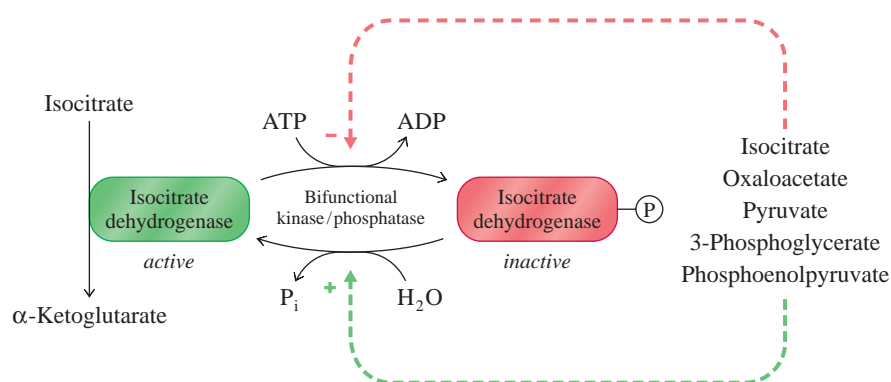 Isocitrate
ATP
ADP
−
Isocitrate
dehydrogenase
active
Bifunctional
kinase/phosphatase
Isocitrate
dehydrogenase
inactive
P
Isocitrate
Oxaloacetate
Pyruvate
3-Phosphoglycerate
Phosphoenolpyruvate
α-Ketoglutarate
Pi
+
H2O